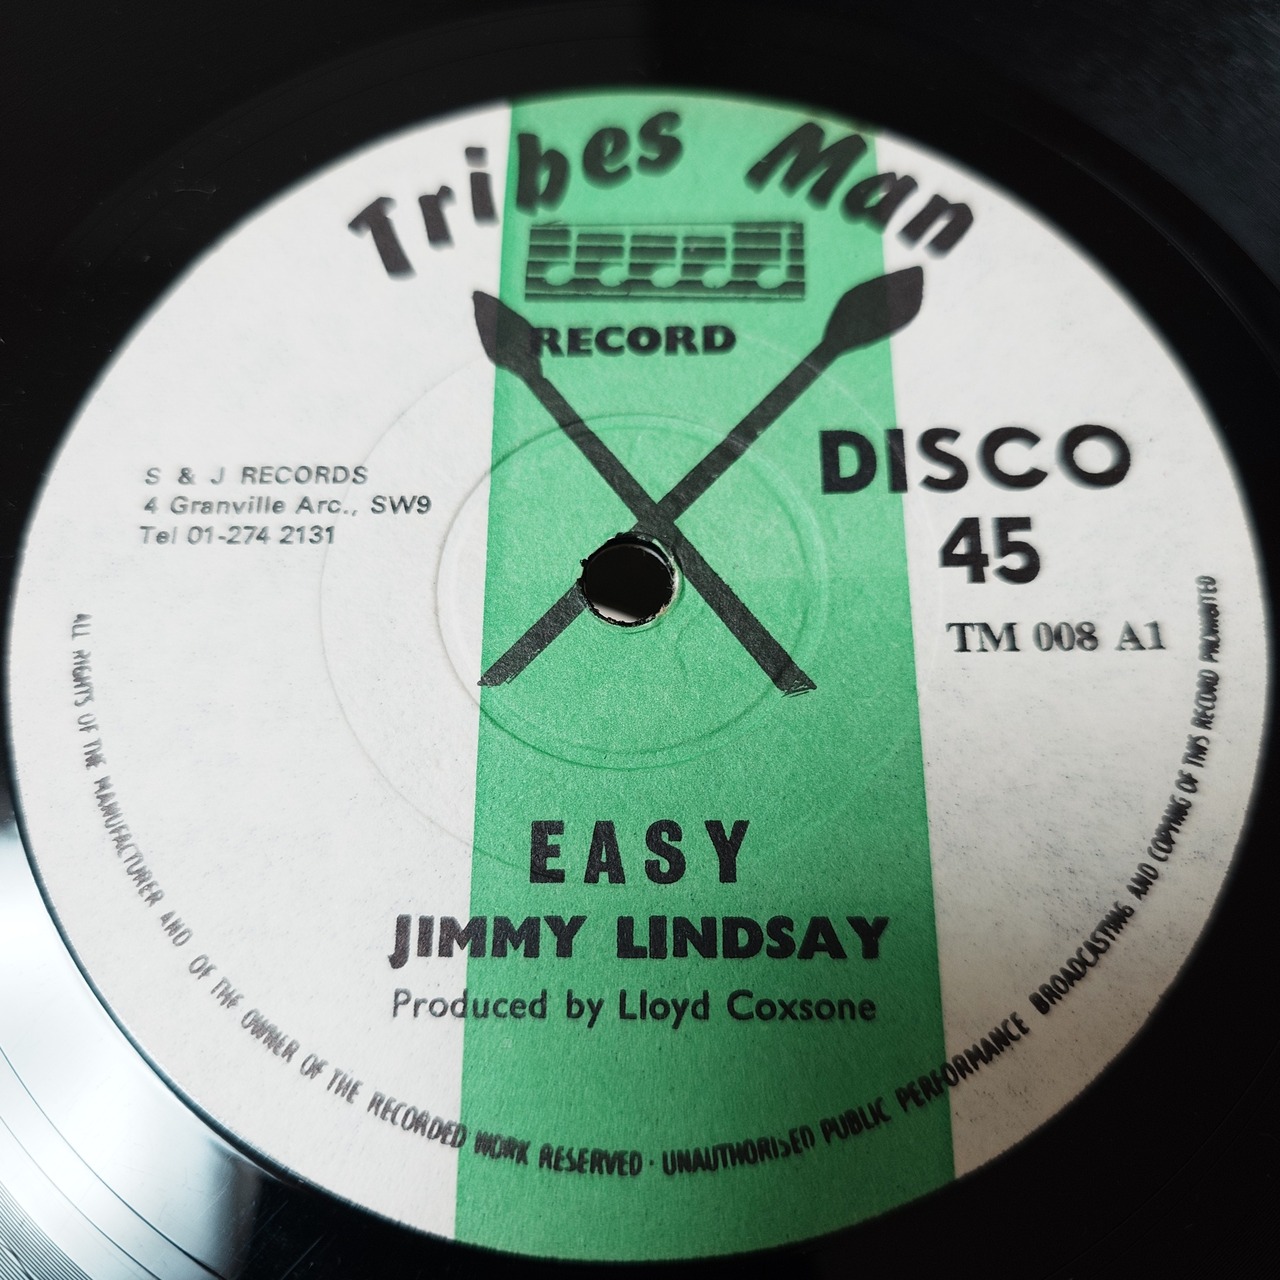 Tribes Man
RECORD
DISCO
45
S & J RECORDS
4 Granville Arc., SW9
Tel 01-274 2131
TM 008 A1
EASY
JIMMY LINDSAY
Produced by Lloyd Coxsone
ALL RIGHTS OF THE MANUFACTURER AND OF THE OWNER OF THE RECORDED WORK RESERVED · UNAUTHORISED PUBLIC PERFORMANCE BROADCASTING AND COPYING OF THIS RECORD PROHIBITED